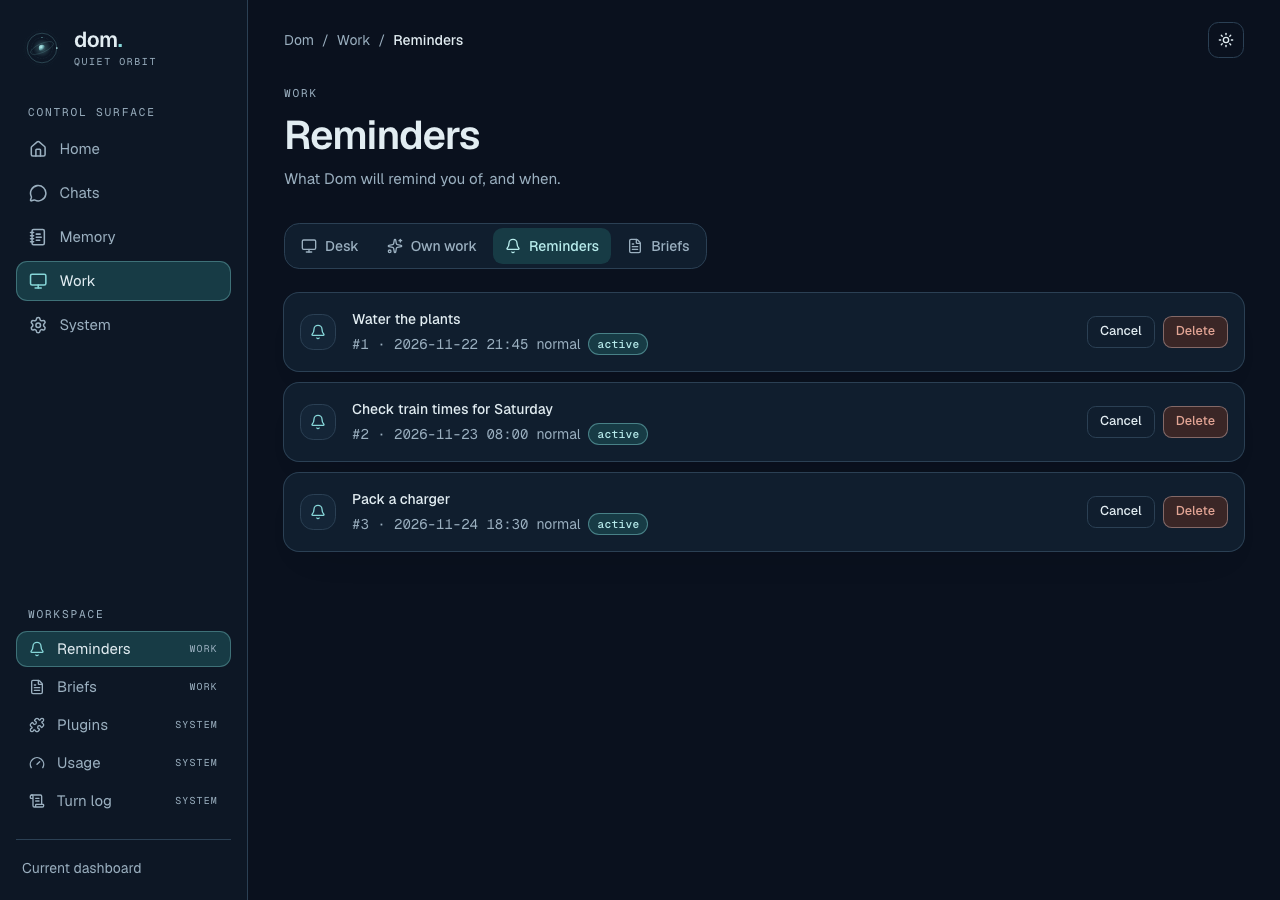 dom.
QUIET ORBIT
CONTROL SURFACE
Home
Chats
Memory
Work
System
WORKSPACE
Reminders WORK
Briefs WORK
Plugins SYSTEM
Usage SYSTEM
Turn log SYSTEM
Current dashboard
Dom / Work / Reminders
WORK
Reminders
What Dom will remind you of, and when.
Desk Own work Reminders Briefs
Water the plants
#1 · 2026-11-22 21:45 normal active
Cancel Delete
Check train times for Saturday
#2 · 2026-11-23 08:00 normal active
Cancel Delete
Pack a charger
#3 · 2026-11-24 18:30 normal active
Cancel Delete